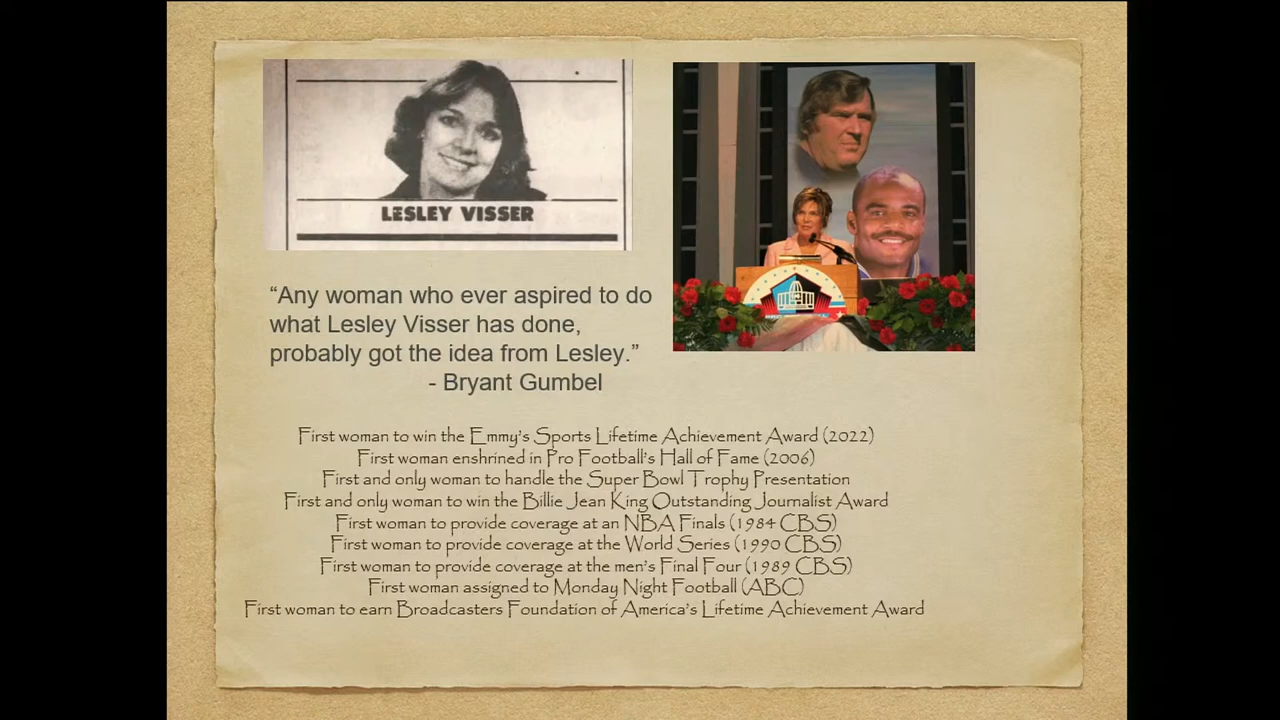 LESLEY VISSER
“Any woman who ever aspired to do
what Lesley Visser has done,
probably got the idea from Lesley.”
- Bryant Gumbel
First woman to win the Emmy’s Sports Lifetime Achievement Award (2022)
First woman enshrined in Pro Football’s Hall of Fame (2006)
First and only woman to handle the Super Bowl Trophy Presentation
First and only woman to win the Billie Jean King Outstanding Journalist Award
First woman to provide coverage at an NBA Finals (1984 CBS)
First woman to provide coverage at the World Series (1990 CBS)
First woman to provide coverage at the men’s Final Four (1989 CBS)
First woman assigned to Monday Night Football (ABC)
First woman to earn Broadcasters Foundation of America’s Lifetime Achievement Award